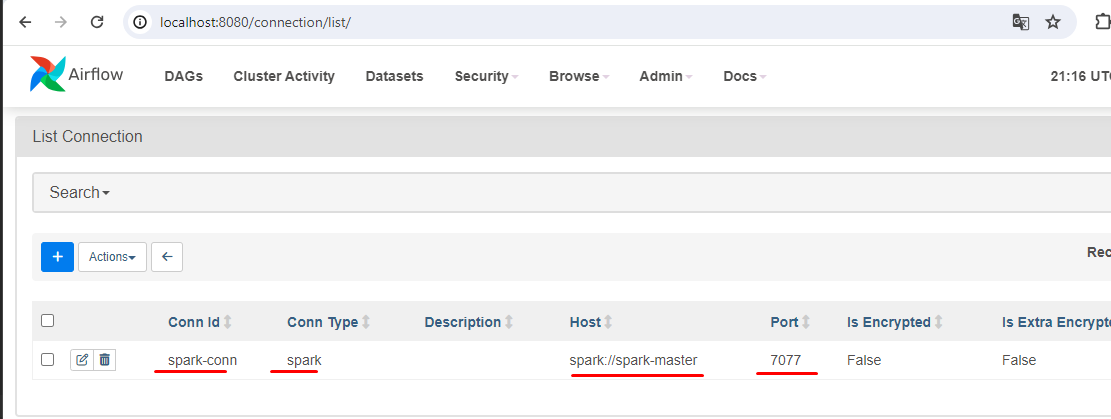 localhost:8080/connection/list/
Airflow DAGs Cluster Activity Datasets Security Browse Admin Docs 21:16 UTC
List Connection
Search
+ Actions Rec
Conn Id Conn Type Description Host Port Is Encrypted Is Extra Encrypte
spark-conn spark spark://spark-master 7077 False False